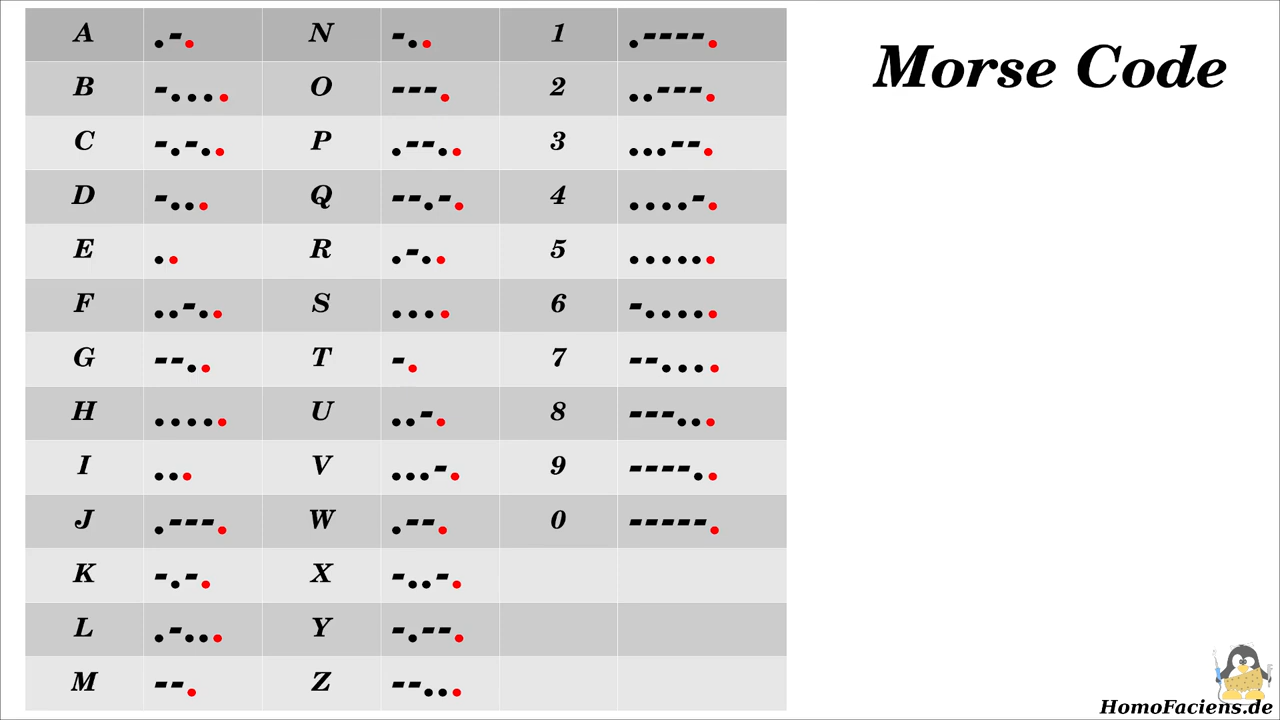 Morse Code
A .-. N -.. 1 .----.
B -.... O ---. 2 ..---.
C -.-.. P .--.. 3 ...--.
D -... Q --.-. 4 ....-.
E .. R .-.. 5 ......
F ..-.. S .... 6 -.....
G --.. T -. 7 --....
H ..... U ..-. 8 ---...
I ... V ...-. 9 ----..
J .---. W .--. 0 -----.
K -.-. X -..-.
L .-... Y -.--.
M --. Z --...
HomoFaciens.de